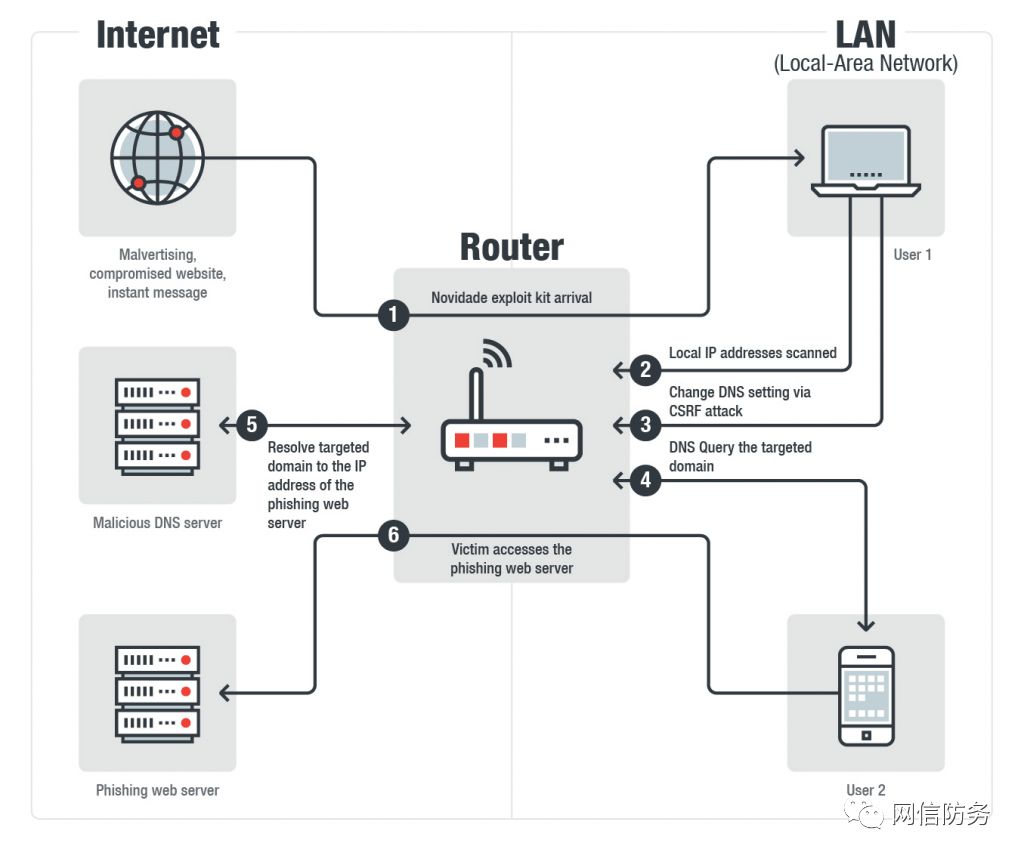 Internet
LAN
(Local-Area Network)
Malvertising,
compromised website,
instant message
User 1
Router
Novidade exploit kit arrival
1
2
Local IP addresses scanned
3
Change DNS setting via
CSRF attack
4
DNS Query the targeted
domain
5
Resolve targeted
domain to the IP
address of the
phishing web
server
Malicious DNS server
6
Victim accesses the
phishing web server
Phishing web server
User 2
网信防务